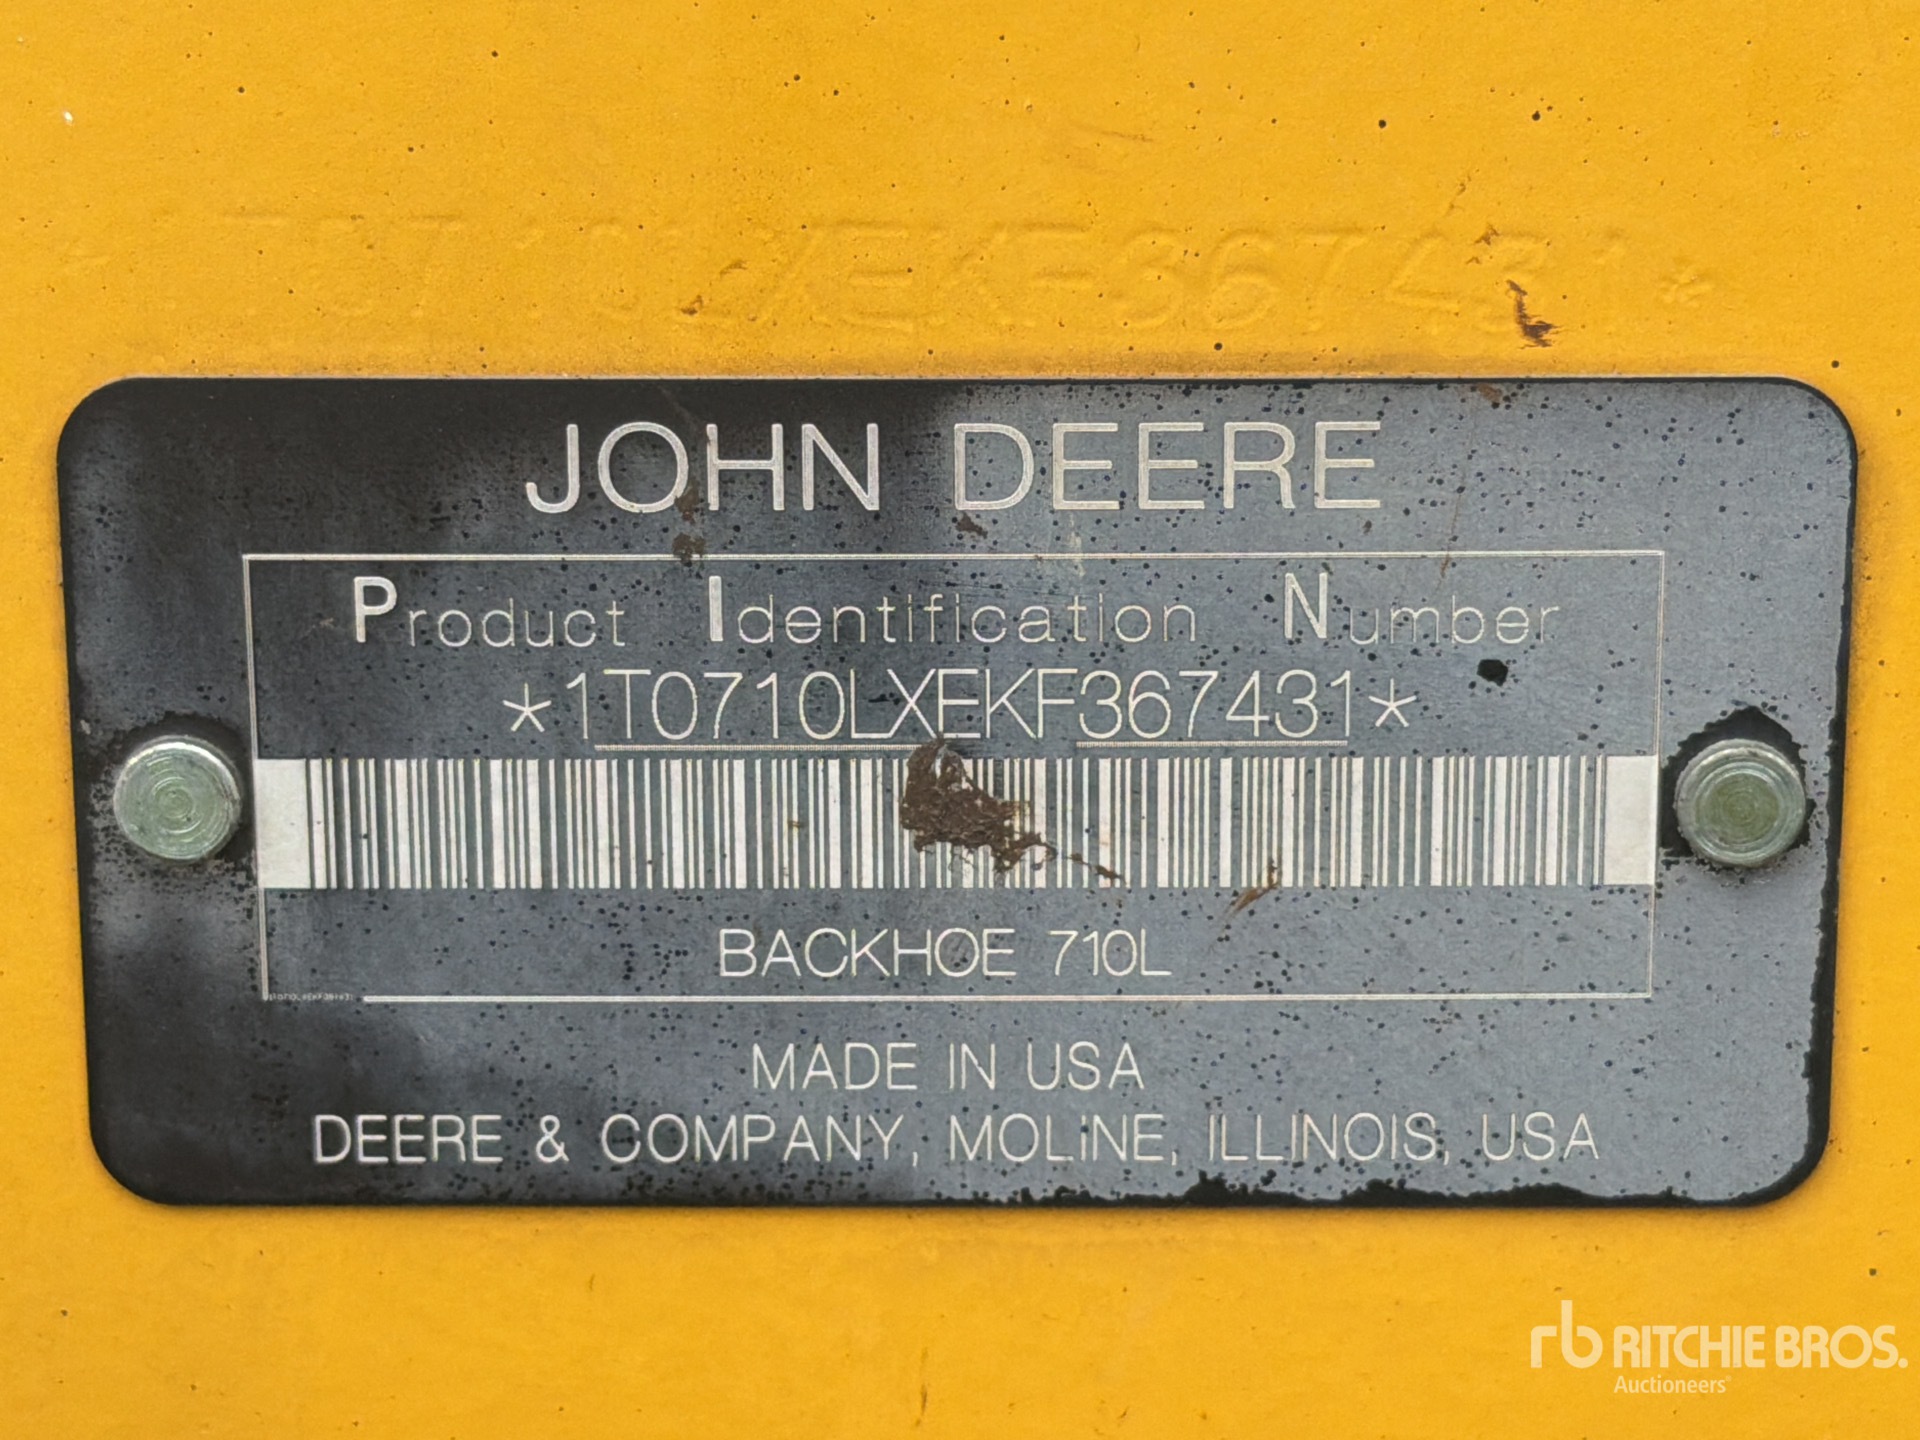 JOHN DEERE
Product Identification Number
*1T0710LXEKF367431*
BACKHOE 710L
MADE IN USA
DEERE & COMPANY, MOLINE, ILLINOIS, USA
rb RITCHIE BROS.
Auctioneers